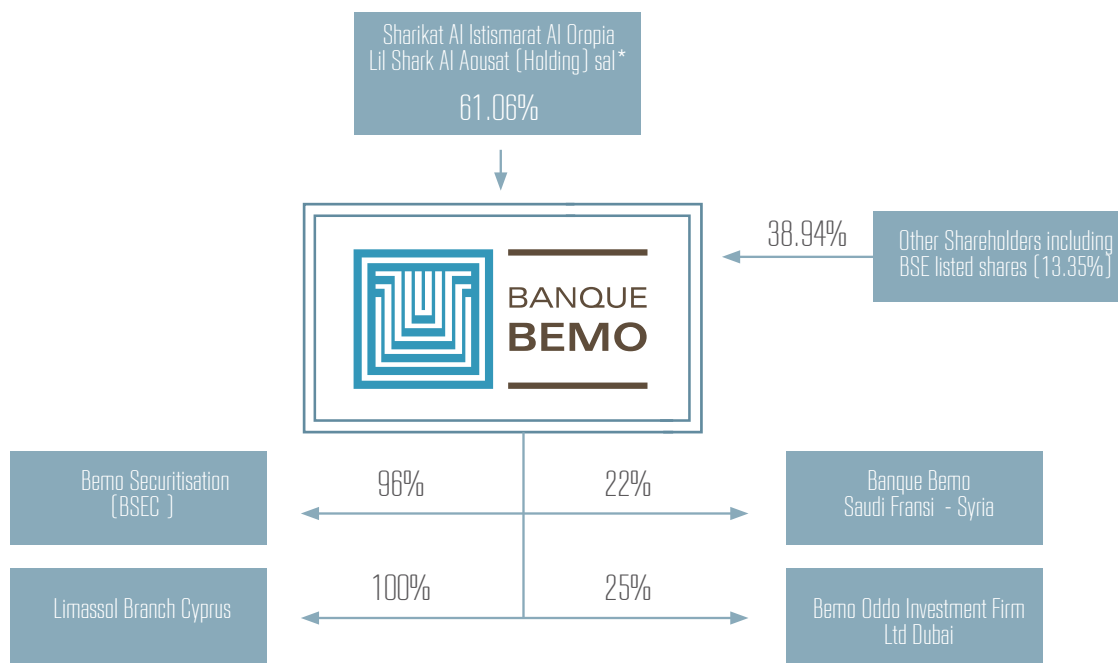 Sharikat Al Istismarat Al Oropia
Lil Shark Al Aousat (Holding) sal*
61.06%
38.94%
Other Shareholders including
BSE listed shares (13.35%)
BANQUE
BEMO
Bemo Securitisation
(BSEC )
96%
22%
Banque Bemo
Saudi Fransi - Syria
Limassol Branch Cyprus
100%
25%
Bemo Oddo Investment Firm
Ltd Dubai